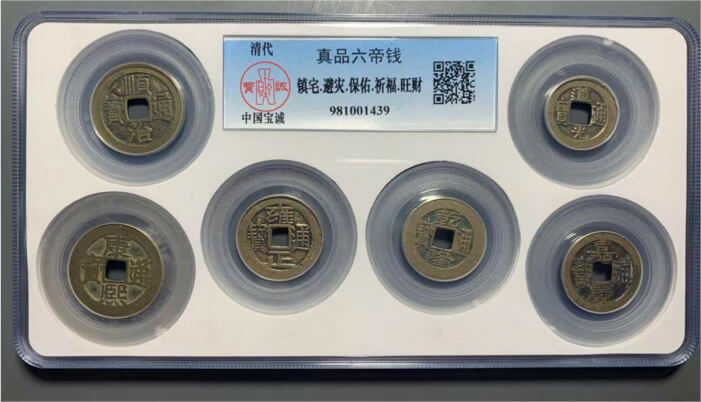 清代
真品六帝钱
寳誠
镇宅.避灾.保佑.祈福.旺财
中国宝诚
981001439
順治通寶
道光通寶
康熙通寶
雍正通寶
乾隆通寶
嘉慶通寶